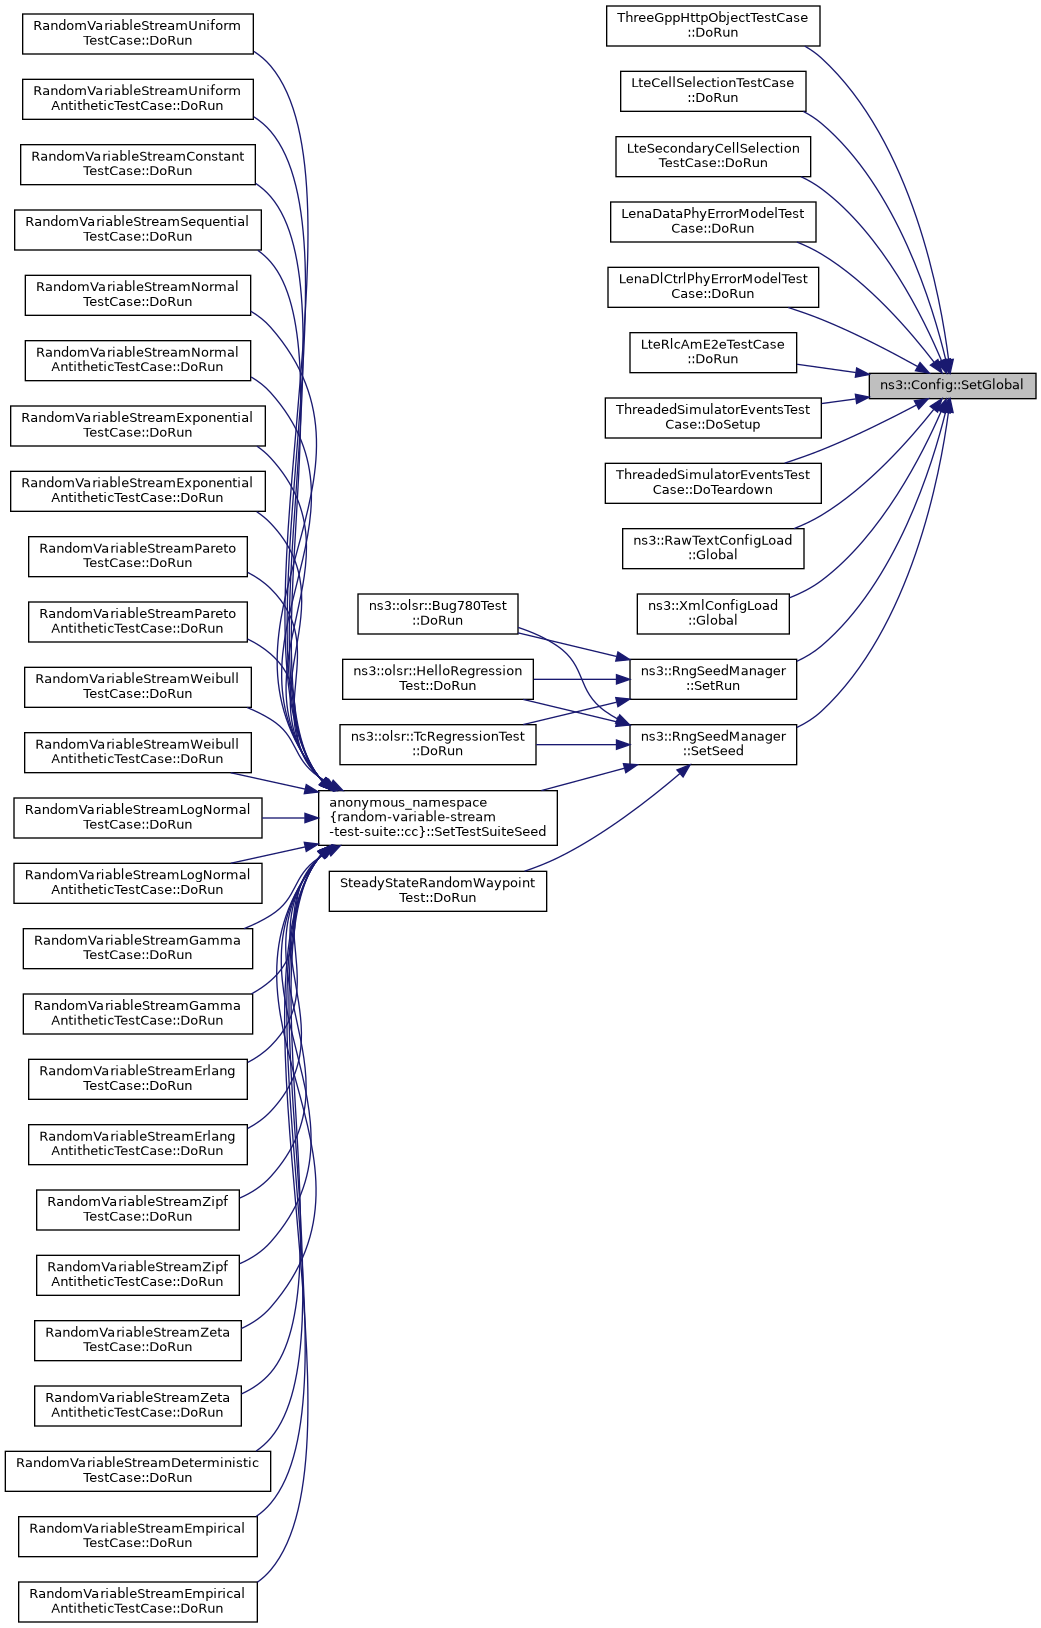 RandomVariableStreamUniform
TestCase::DoRun
RandomVariableStreamUniform
AntitheticTestCase::DoRun
RandomVariableStreamConstant
TestCase::DoRun
RandomVariableStreamSequential
TestCase::DoRun
RandomVariableStreamNormal
TestCase::DoRun
RandomVariableStreamNormal
AntitheticTestCase::DoRun
RandomVariableStreamExponential
TestCase::DoRun
RandomVariableStreamExponential
AntitheticTestCase::DoRun
RandomVariableStreamPareto
TestCase::DoRun
RandomVariableStreamPareto
AntitheticTestCase::DoRun
RandomVariableStreamWeibull
TestCase::DoRun
RandomVariableStreamWeibull
AntitheticTestCase::DoRun
RandomVariableStreamLogNormal
TestCase::DoRun
RandomVariableStreamLogNormal
AntitheticTestCase::DoRun
RandomVariableStreamGamma
TestCase::DoRun
RandomVariableStreamGamma
AntitheticTestCase::DoRun
RandomVariableStreamErlang
TestCase::DoRun
RandomVariableStreamErlang
AntitheticTestCase::DoRun
RandomVariableStreamZipf
TestCase::DoRun
RandomVariableStreamZipf
AntitheticTestCase::DoRun
RandomVariableStreamZeta
TestCase::DoRun
RandomVariableStreamZeta
AntitheticTestCase::DoRun
RandomVariableStreamDeterministic
TestCase::DoRun
RandomVariableStreamEmpirical
TestCase::DoRun
RandomVariableStreamEmpirical
AntitheticTestCase::DoRun
ns3::olsr::Bug780Test
::DoRun
ns3::olsr::HelloRegression
Test::DoRun
ns3::olsr::TcRegressionTest
::DoRun
anonymous_namespace
{random-variable-stream
-test-suite::cc}::SetTestSuiteSeed
SteadyStateRandomWaypoint
Test::DoRun
ThreeGppHttpObjectTestCase
::DoRun
LteCellSelectionTestCase
::DoRun
LteSecondaryCellSelection
TestCase::DoRun
LenaDataPhyErrorModelTest
Case::DoRun
LenaDlCtrlPhyErrorModelTest
Case::DoRun
LteRlcAmE2eTestCase
::DoRun
ThreadedSimulatorEventsTest
Case::DoSetup
ThreadedSimulatorEventsTest
Case::DoTeardown
ns3::RawTextConfigLoad
::Global
ns3::XmlConfigLoad
::Global
ns3::RngSeedManager
::SetRun
ns3::RngSeedManager
::SetSeed
ns3::Config::SetGlobal